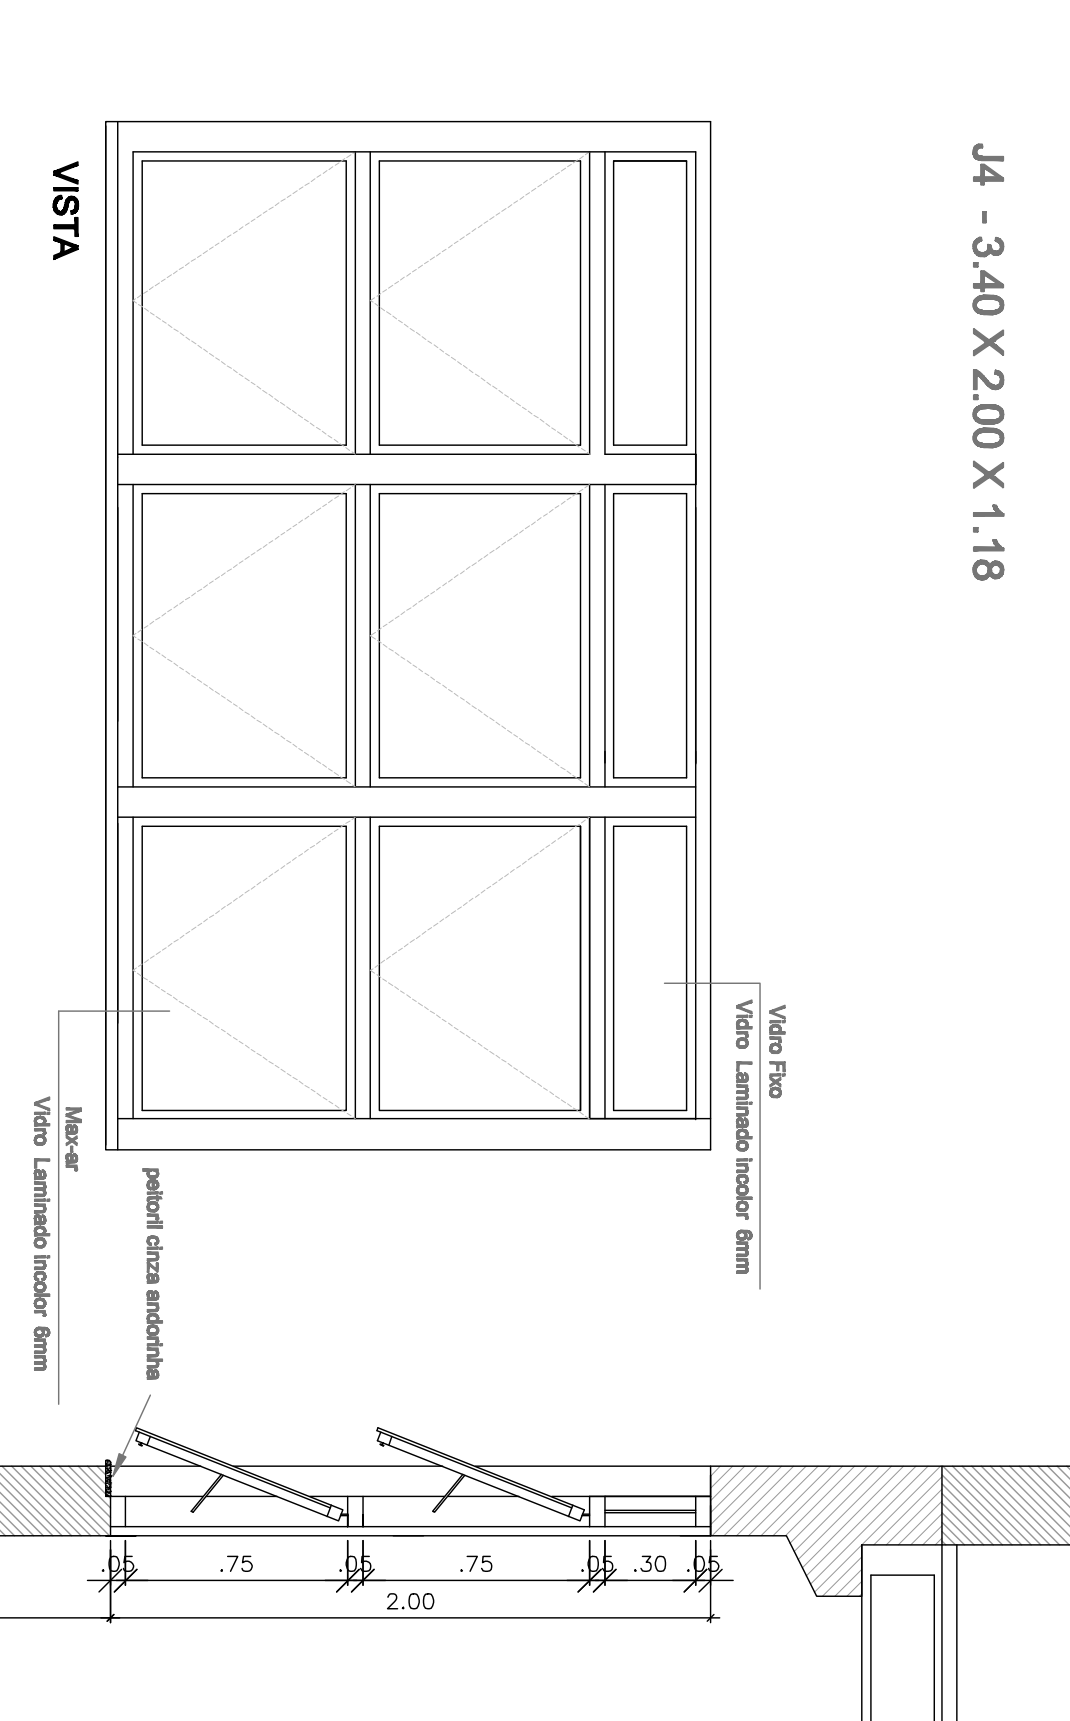 J4 - 3.40 X 2.00 X 1.18
Vidro Fixo
Vidro Laminado incolor 6mm
peitoril cinza andorinha
Max-ar
Vidro Laminado incolor 6mm
VISTA
.05 .75 .05 .75 .05 .30 .05
2.00